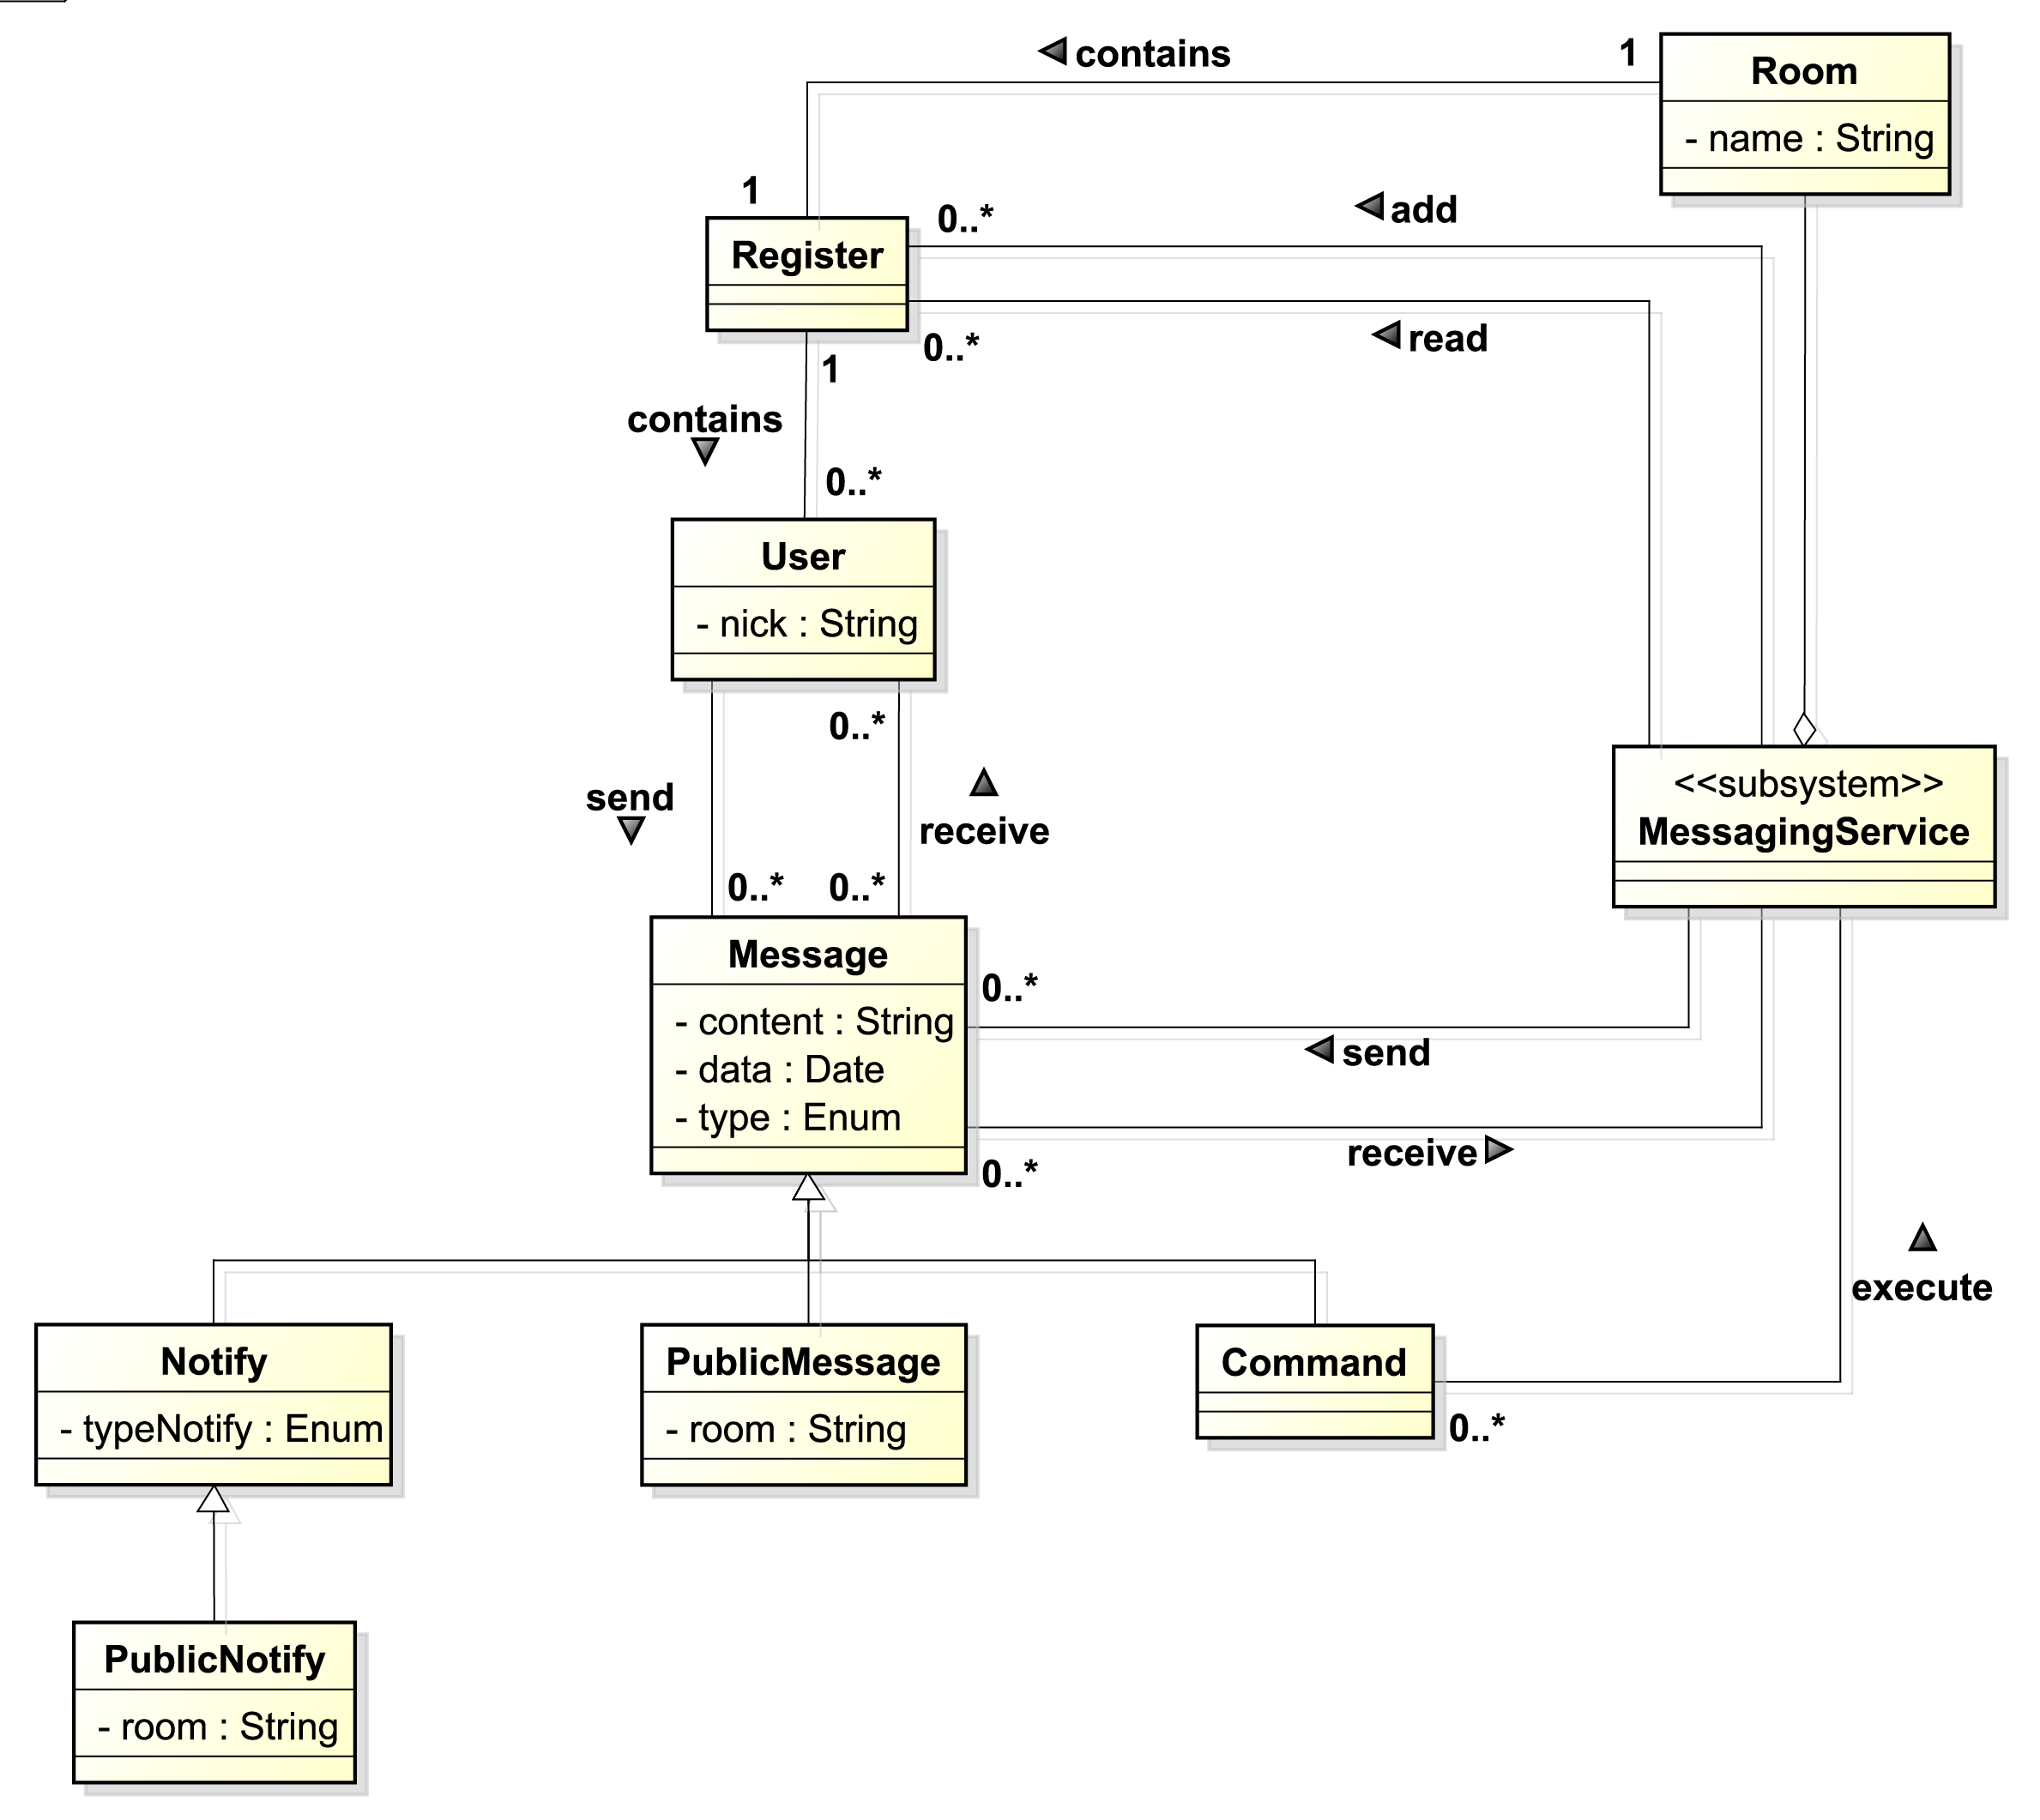 contains
1
Room
- name : String
1
0..*
add
Register
0..*
read
1
contains
0..*
User
- nick : String
0..*
send
receive
<<subsystem>>
MessagingService
0..*
0..*
Message
- content : String
- data : Date
- type : Enum
0..*
send
receive
0..*
execute
Notify
- typeNotify : Enum
PublicMessage
- room : String
Command
0..*
PublicNotify
- room : String